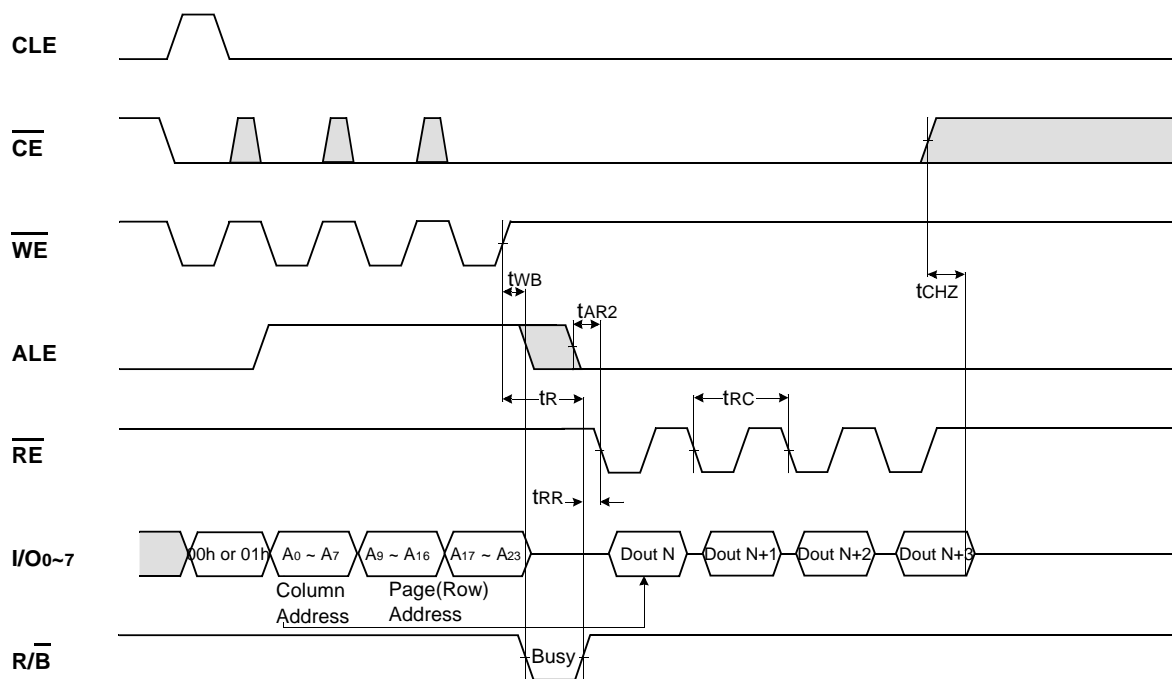 CLE
CE
WE
tWB
tCHZ
tAR2
ALE
tR
tRC
RE
tRR
I/O0~7
00h or 01h
A0 ~ A7
A9 ~ A16
A17 ~ A23
Dout N
Dout N+1
Dout N+2
Dout N+3
Column
Address
Page(Row)
Address
R/B
Busy